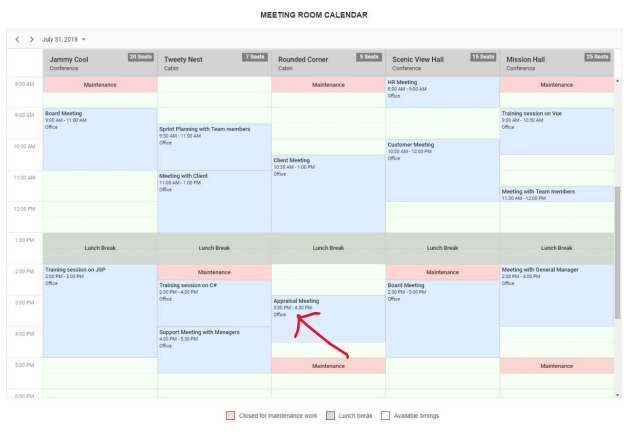 MEETING ROOM CALENDAR
July 31, 2018
Jammy Cool
20 Seats
Conference
Tweety Nest
7 Seats
Cabin
Rounded Corner
5 Seats
Cabin
Scenic View Hall
15 Seats
Conference
Mission Hall
25 Seats
Conference
8:00 AM
Maintenance
Maintenance
HR Meeting
8:00 AM - 9:00 AM
Office
Maintenance
9:00 AM
Board Meeting
9:00 AM - 11:00 AM
Office
Training session on Vue
9:00 AM - 10:30 AM
Office
Sprint Planning with Team members
9:30 AM - 11:00 AM
Office
10:00 AM
Customer Meeting
10:00 AM - 12:00 PM
Office
Client Meeting
10:30 AM - 1:00 PM
Office
11:00 AM
Meeting with Client
11:00 AM - 1:00 PM
Office
Meeting with Team members
11:30 AM - 12:00 PM
12:00 PM
1:00 PM
Lunch Break
Lunch Break
Lunch Break
Lunch Break
Lunch Break
2:00 PM
Training session on JSP
2:00 PM - 5:00 PM
Office
Maintenance
Maintenance
Meeting with General Manager
2:00 PM - 4:00 PM
Office
Training session on C#
2:30 PM - 4:00 PM
Office
Board Meeting
2:30 PM - 5:00 PM
Office
3:00 PM
Appraisal Meeting
3:00 PM - 4:30 PM
Office
4:00 PM
Support Meeting with Managers
4:00 PM - 5:30 PM
Office
5:00 PM
Maintenance
Maintenance
6:00 PM
Closed for maintenance work
Lunch break
Available timings